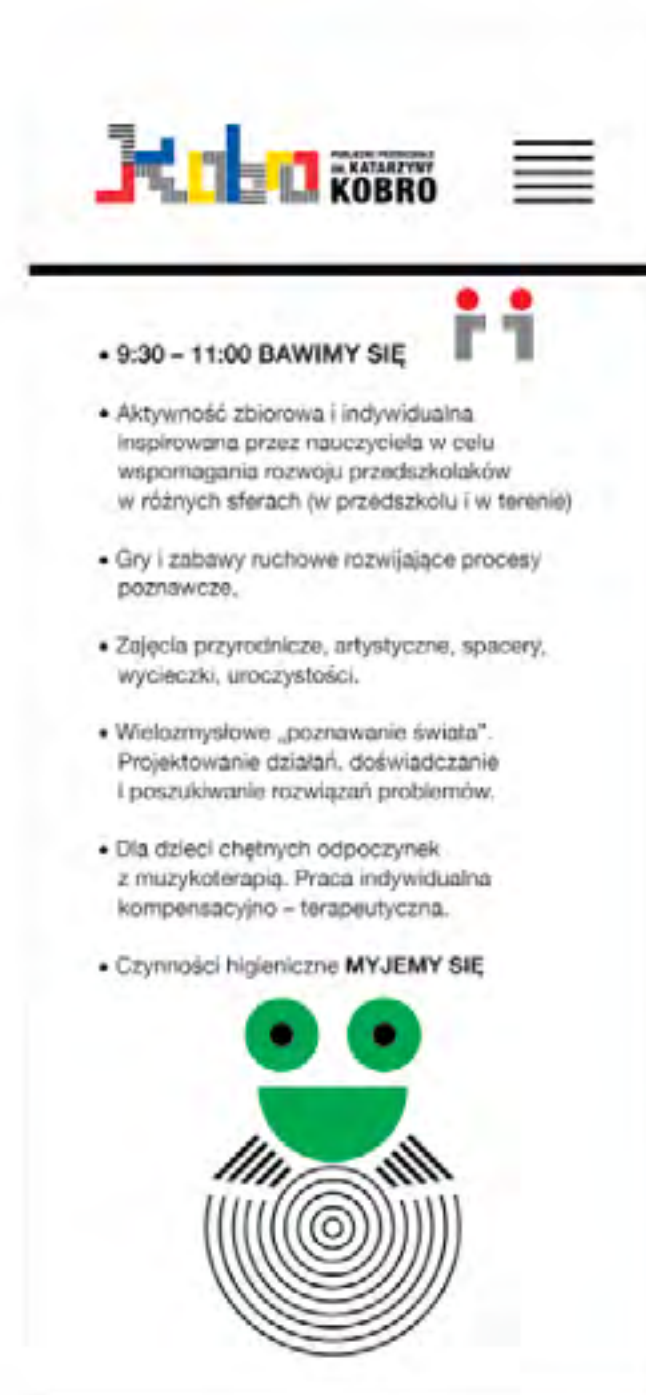 kobro
im. KATARZYNY
KOBRO
• 9:30 – 11:00 BAWIMY SIĘ
• Aktywność zbiorowa i indywidualna
inspirowana przez nauczyciela w celu
wspomagania rozwoju przedszkolaków
w różnych sferach (w przedszkolu i w terenie)
• Gry i zabawy ruchowe rozwijające procesy
poznawcze.
• Zajęcia przyrodnicze, artystyczne, spacery,
wycieczki, uroczystości.
• Wielozmysłowe „poznawanie świata”.
Projektowanie działań, doświadczanie
i poszukiwanie rozwiązań problemów.
• Dla dzieci chętnych odpoczynek
z muzykoterapią. Praca indywidualna
kompensacyjno – terapeutyczna.
• Czynności higieniczne MYJEMY SIĘ